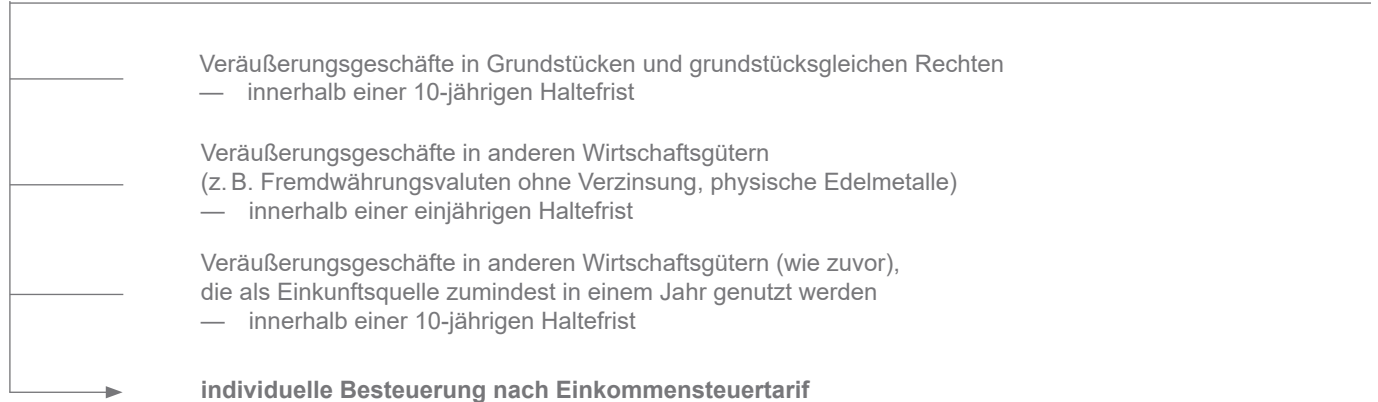 Veräußerungsgeschäfte in Grundstücken und grundstücksgleichen Rechten
— innerhalb einer 10-jährigen Haltefrist
Veräußerungsgeschäfte in anderen Wirtschaftsgütern
(z. B. Fremdwährungsvaluten ohne Verzinsung, physische Edelmetalle)
— innerhalb einer einjährigen Haltefrist
Veräußerungsgeschäfte in anderen Wirtschaftsgütern (wie zuvor),
die als Einkunftsquelle zumindest in einem Jahr genutzt werden
— innerhalb einer 10-jährigen Haltefrist
individuelle Besteuerung nach Einkommensteuertarif